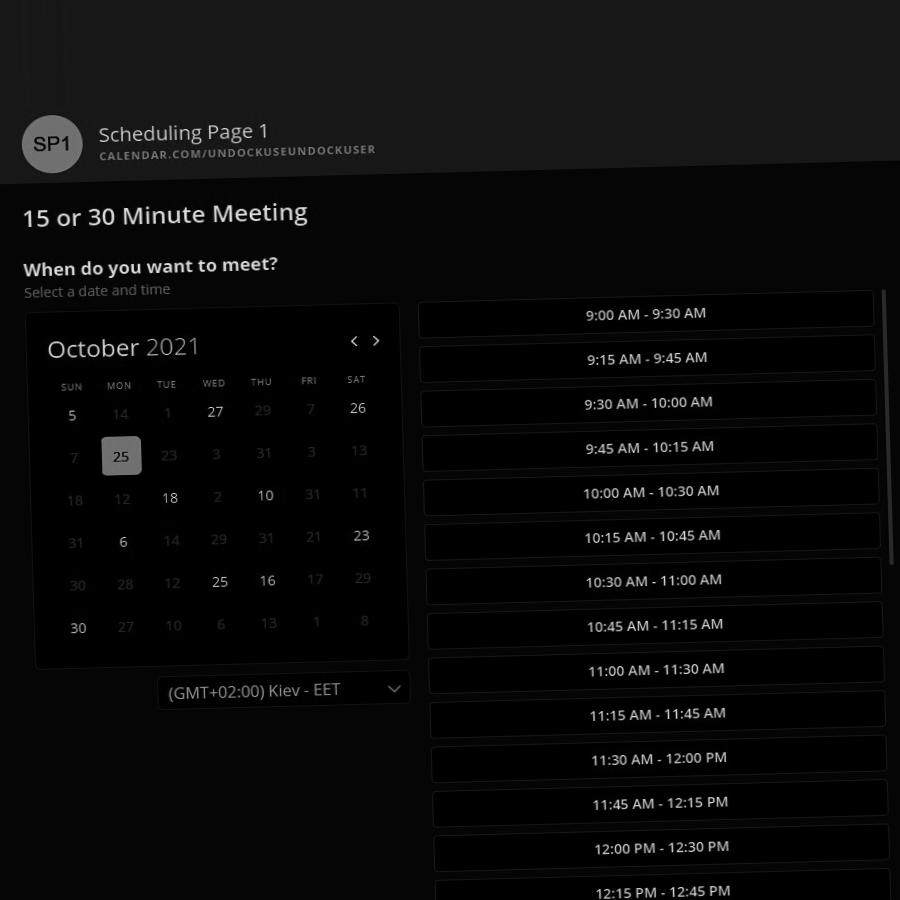 SP1
Scheduling Page 1
CALENDAR.COM/UNDOCKUSEUNDOCKUSER
15 or 30 Minute Meeting
When do you want to meet?
Select a date and time
October 2021
SUN MON TUE WED THU FRI SAT
5 14 1 27 29 7 26
7 25 23 3 31 3 13
18 12 18 2 10 31 11
31 6 14 29 31 21 23
30 28 12 25 16 17 29
30 27 10 6 13 1 8
(GMT+02:00) Kiev - EET
9:00 AM - 9:30 AM
9:15 AM - 9:45 AM
9:30 AM - 10:00 AM
9:45 AM - 10:15 AM
10:00 AM - 10:30 AM
10:15 AM - 10:45 AM
10:30 AM - 11:00 AM
10:45 AM - 11:15 AM
11:00 AM - 11:30 AM
11:15 AM - 11:45 AM
11:30 AM - 12:00 PM
11:45 AM - 12:15 PM
12:00 PM - 12:30 PM
12:15 PM - 12:45 PM